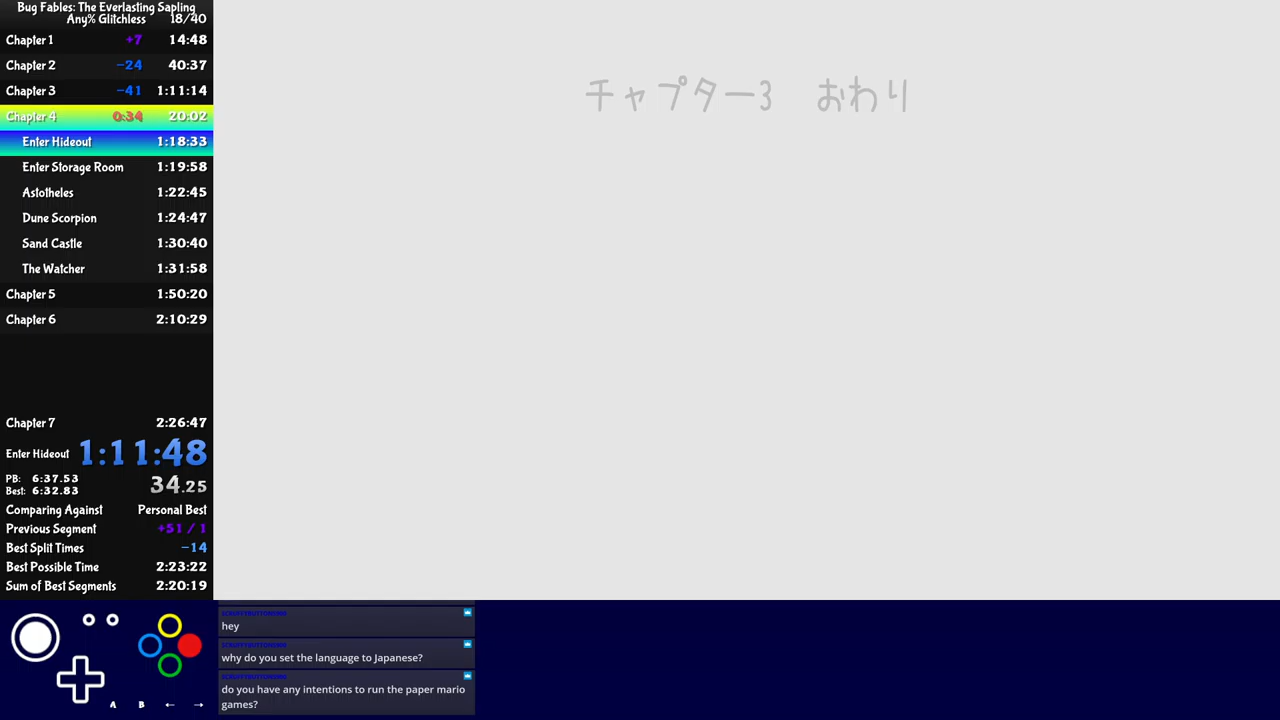 Bug Fables: The Everlasting Sapling
Any% Glitchless 18/40
Chapter 1 +7 14:48
Chapter 2 −24 40:37
Chapter 3 −41 1:11:14
Chapter 4 0:34 20:02
Enter Hideout 1:18:33
Enter Storage Room 1:19:58
Astotheles 1:22:45
Dune Scorpion 1:24:47
Sand Castle 1:30:40
The Watcher 1:31:58
Chapter 5 1:50:20
Chapter 6 2:10:29
Chapter 7 2:26:47
Enter Hideout 1:11:48
PB: 6:37.53
Best: 6:32.83
34.25
Comparing Against Personal Best
Previous Segment +51 / 1
Best Split Times −14
Best Possible Time 2:23:22
Sum of Best Segments 2:20:19
チャプター3 おわり
hey
why do you set the language to Japanese?
do you have any intentions to run the paper mario
games?
A B ← →